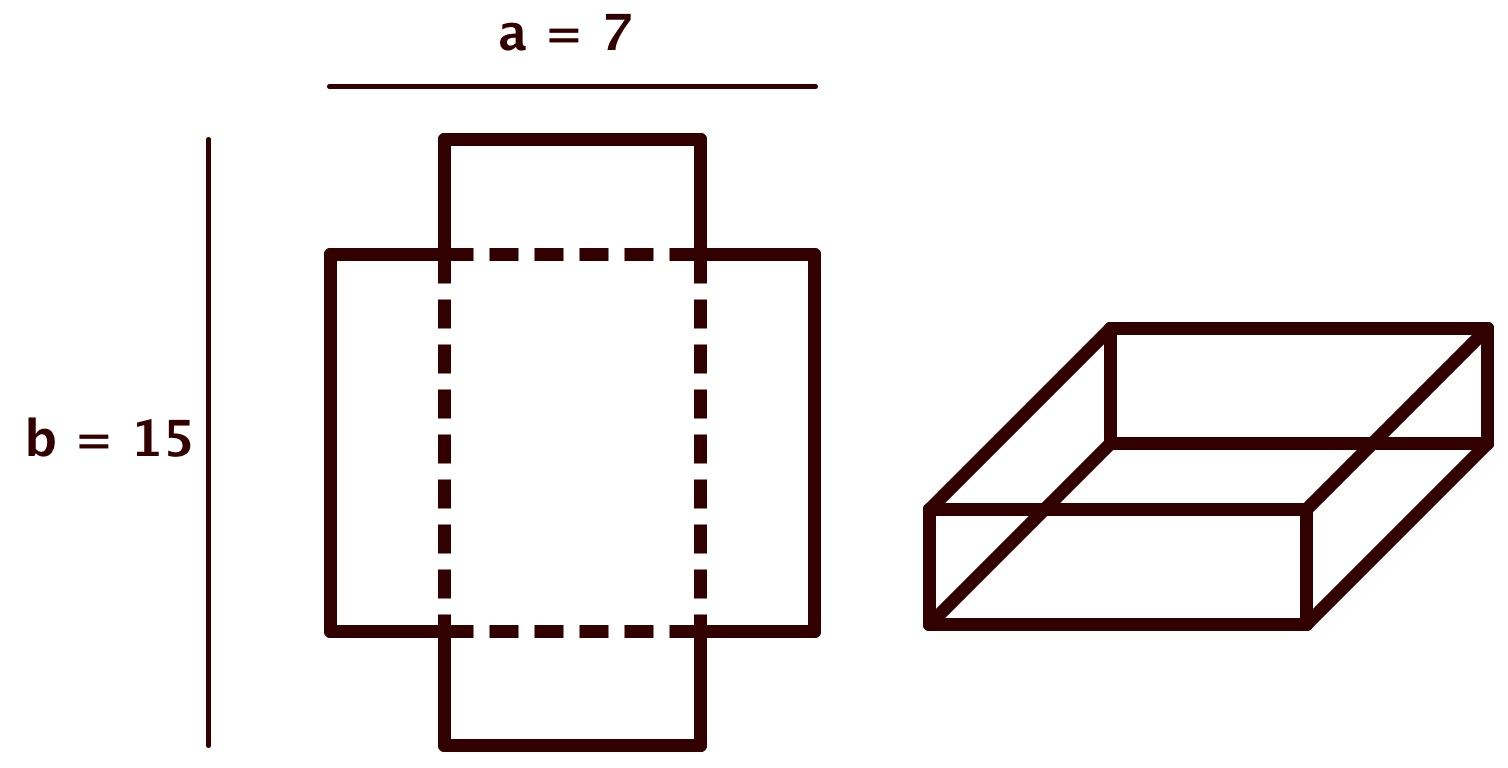 a = 7
b = 15